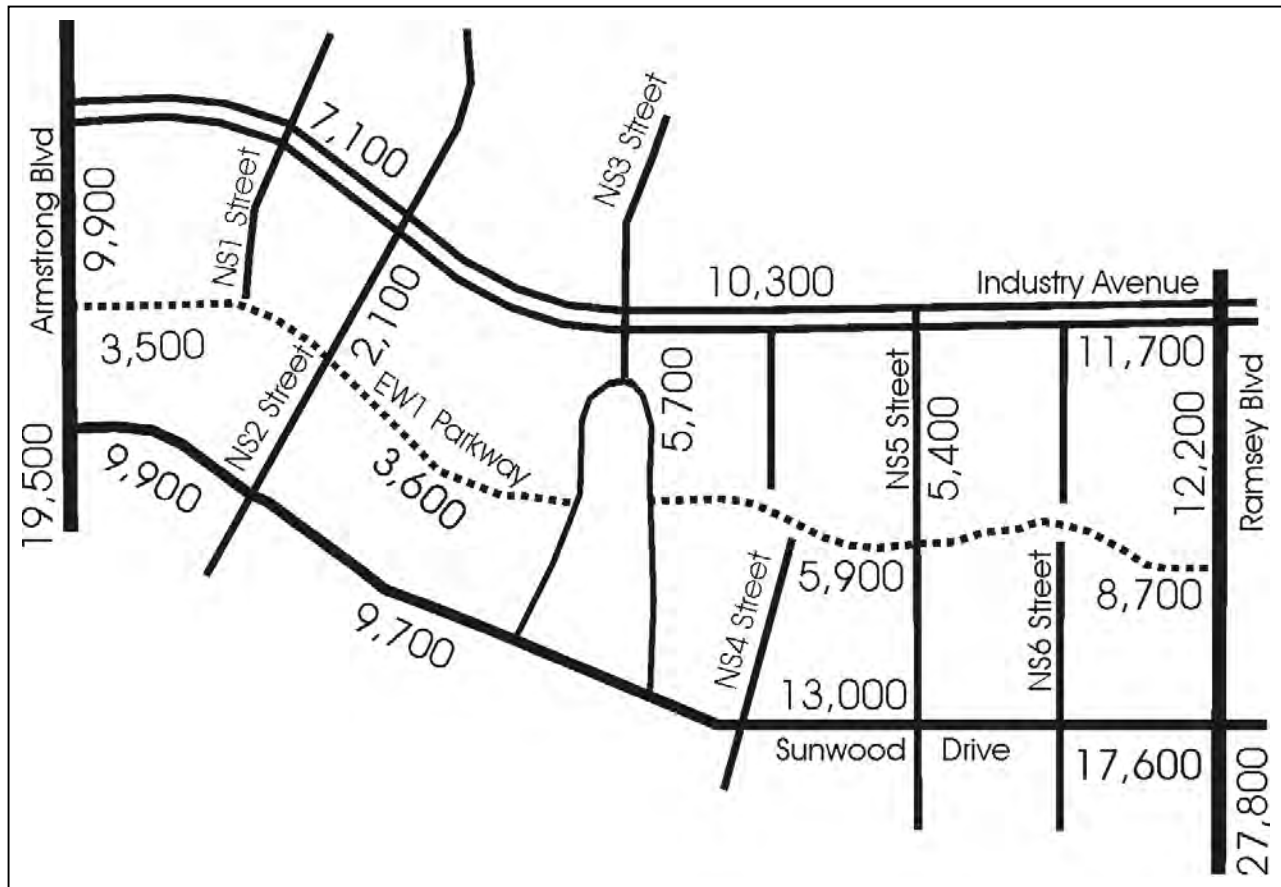 7,100
NS3 Street
Armstrong Blvd
9,900
NS1 Street
10,300
Industry Avenue
2,100
3,500
5,700
11,700
NS2 Street
EW1 Parkway
NS5 Street
5,400
12,200
Ramsey Blvd
19,500
9,900
3,600
NS4 Street
5,900
NS6 Street
8,700
9,700
13,000
Sunwood Drive
17,600
27,800